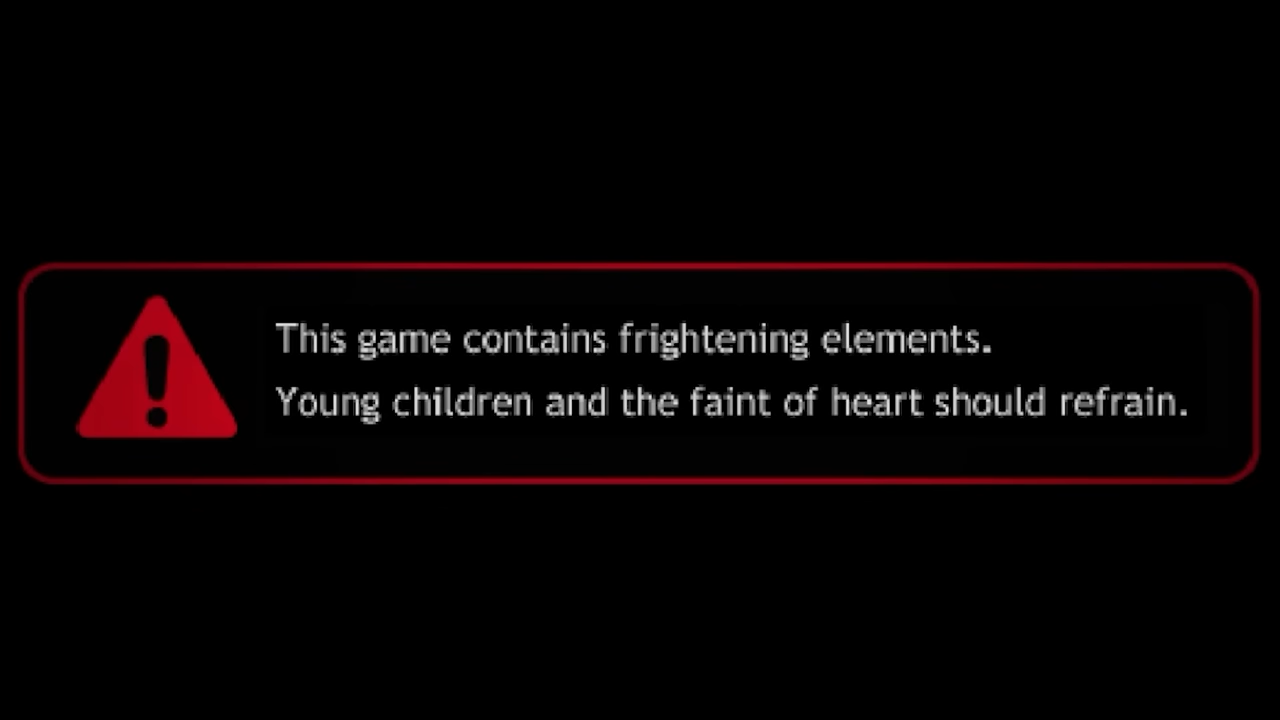 This game contains frightening elements.
Young children and the faint of heart should refrain.